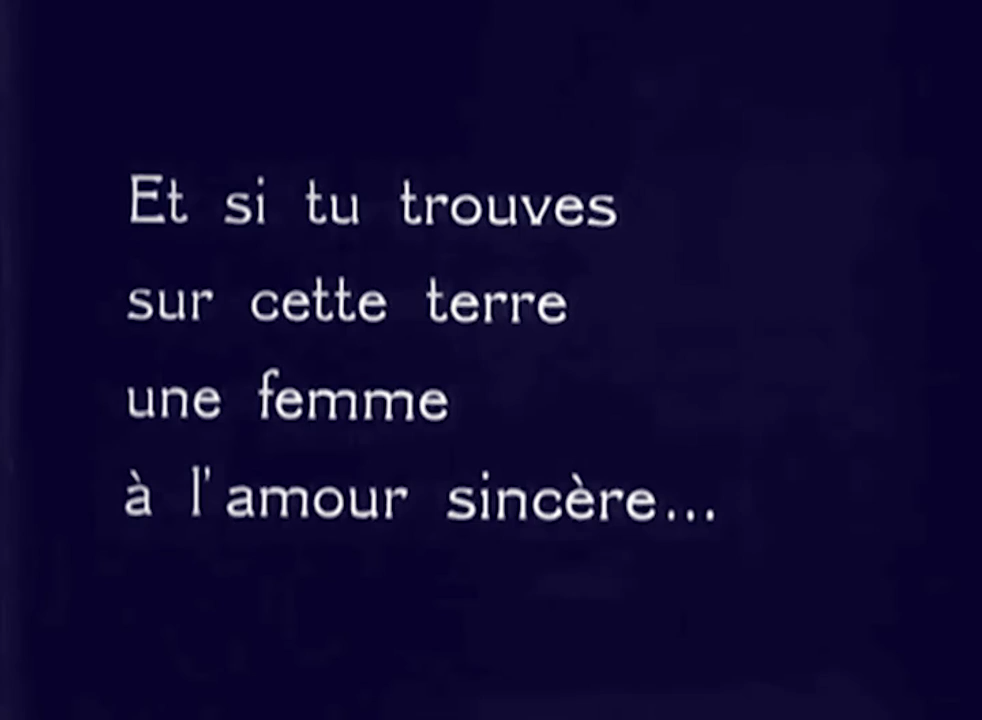 Et si tu trouves
sur cette terre
une femme
à l'amour sincère...